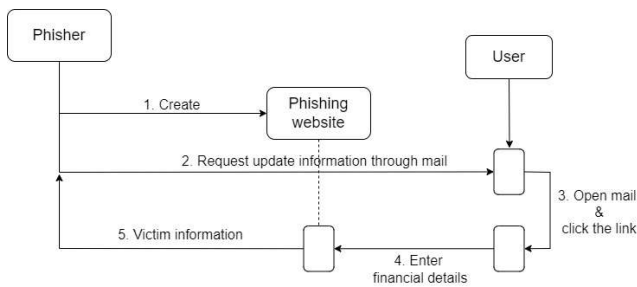 Phisher
User
1. Create
Phishing
website
2. Request update information through mail
3. Open mail
&
click the link
5. Victim information
4. Enter
financial details